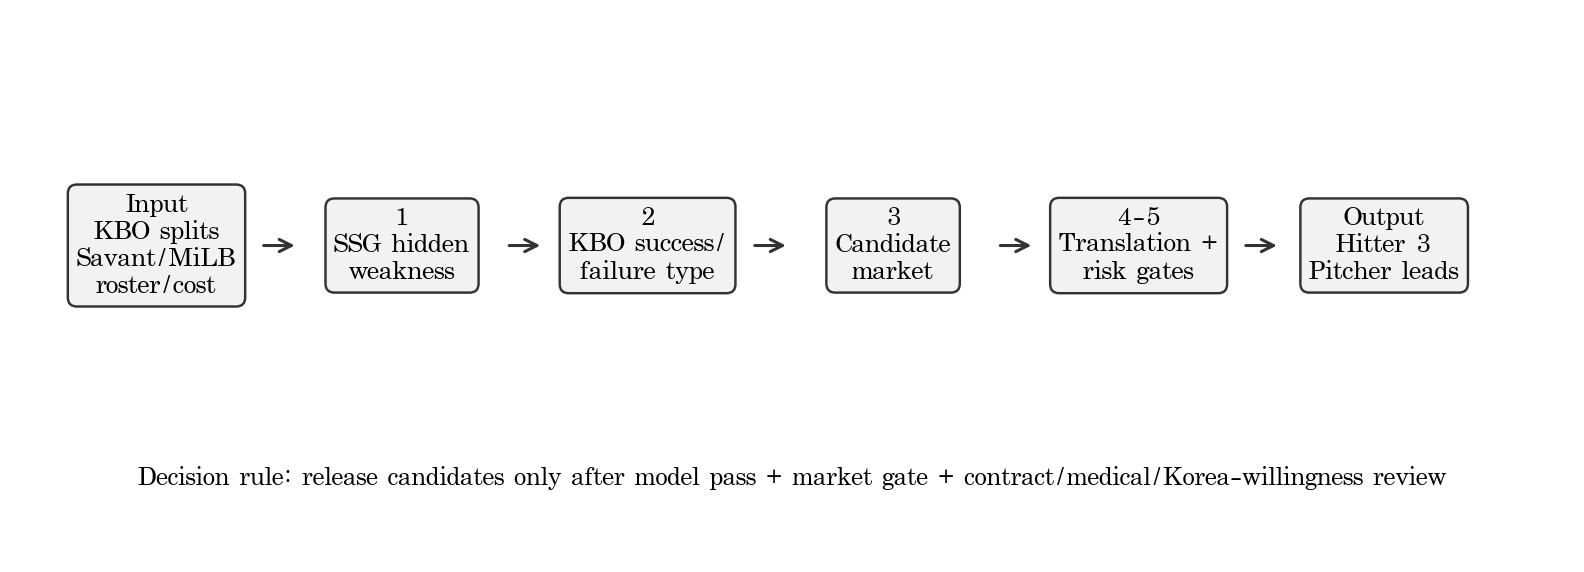 Input
KBO splits
Savant/MiLB
roster/cost
1
SSG hidden
weakness
2
KBO success/
failure type
3
Candidate
market
4-5
Translation +
risk gates
Output
Hitter 3
Pitcher leads
Decision rule: release candidates only after model pass + market gate + contract/medical/Korea-willingness review